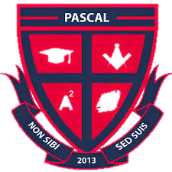 PASCAL
A²
NON SIBI
SED SUIS
2013